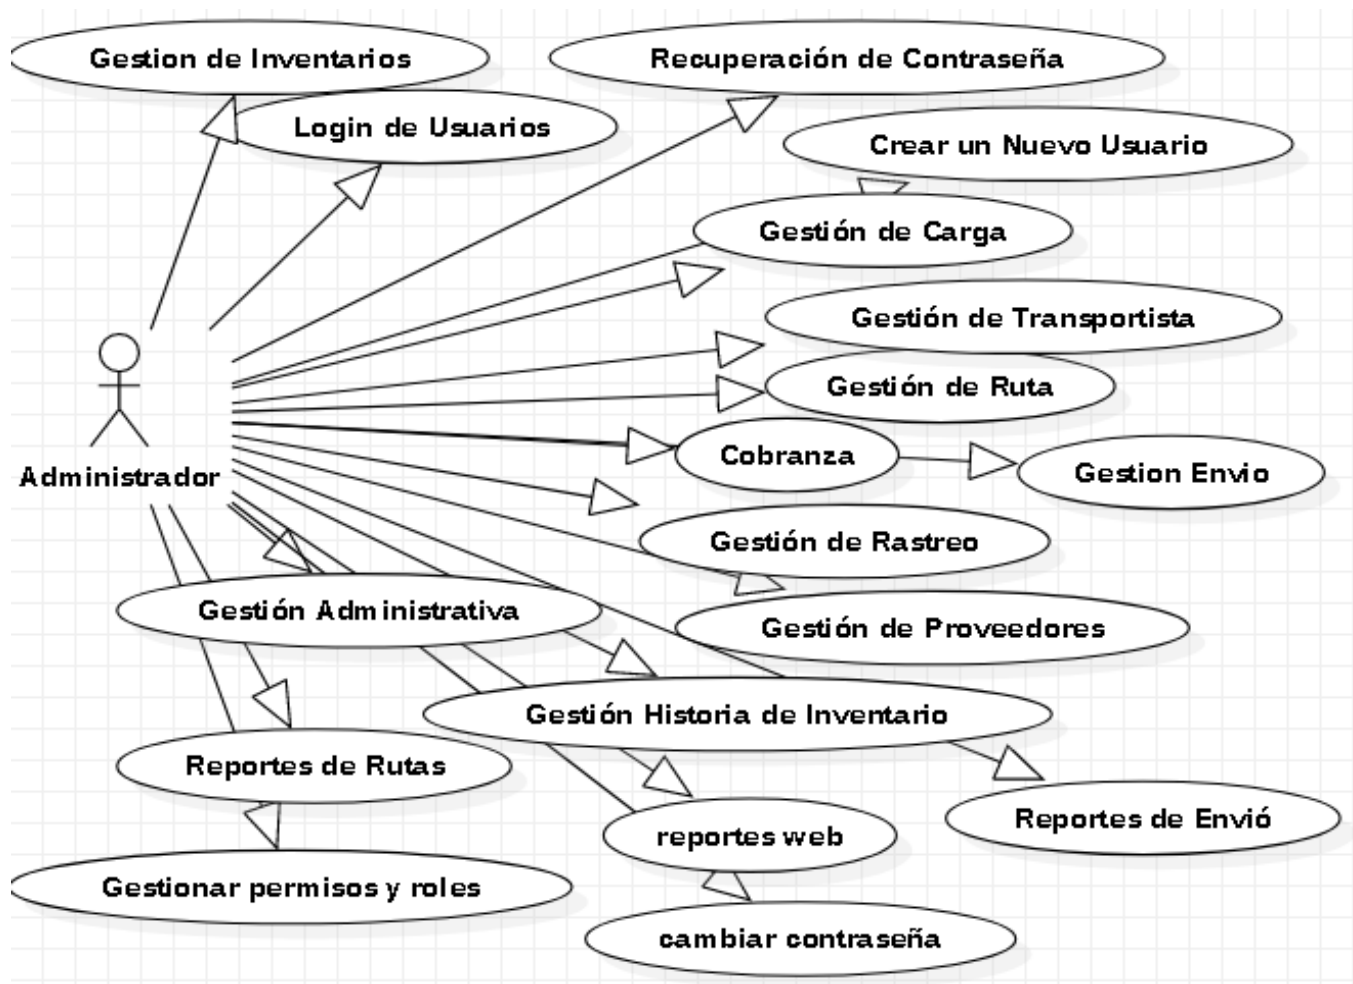 Gestion de Inventarios
Recuperación de Contraseña
Login de Usuarios
Crear un Nuevo Usuario
Gestión de Carga
Gestión de Transportista
Gestión de Ruta
Cobranza
Gestion Envio
Administrador
Gestión de Rastreo
Gestión Administrativa
Gestión de Proveedores
Gestión Historia de Inventario
Reportes de Rutas
Reportes de Envió
reportes web
Gestionar permisos y roles
cambiar contraseña